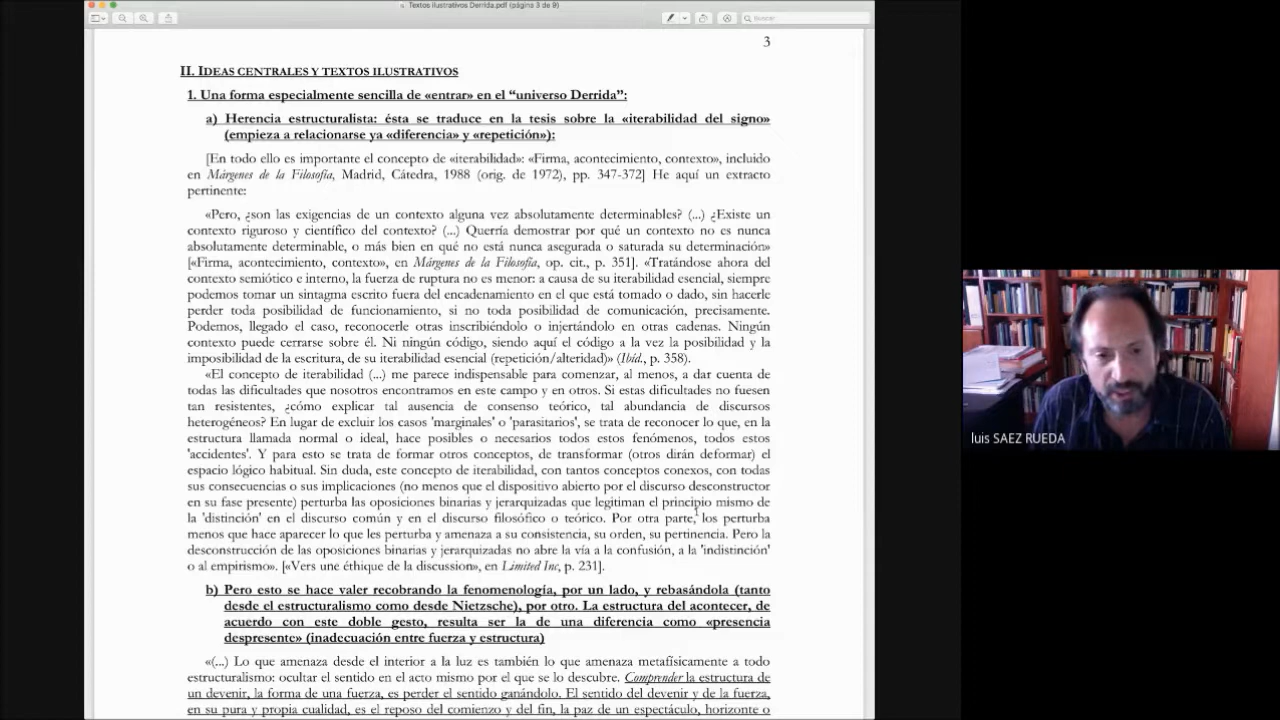 Textos ilustrativos Derrida.pdf (página 3 de 9)
Buscar
3
II. IDEAS CENTRALES Y TEXTOS ILUSTRATIVOS
1. Una forma especialmente sencilla de «entrar» en el “universo Derrida”:
a) Herencia estructuralista: ésta se traduce en la tesis sobre la «iterabilidad del signo»
(empieza a relacionarse ya «diferencia» y «repetición»):
[En todo ello es importante el concepto de «iterabilidad»: «Firma, acontecimiento, contexto», incluido
en Márgenes de la Filosofía, Madrid, Cátedra, 1988 (orig. de 1972), pp. 347-372] He aquí un extracto
pertinente:
«Pero, ¿son las exigencias de un contexto alguna vez absolutamente determinables? (...) ¿Existe un
contexto riguroso y científico del contexto? (...) Querría demostrar por qué un contexto no es nunca
absolutamente determinable, o más bien en qué no está nunca asegurada o saturada su determinación»
[«Firma, acontecimiento, contexto», en Márgenes de la Filosofía, op. cit., p. 351]. «Tratándose ahora del
contexto semiótico e interno, la fuerza de ruptura no es menor: a causa de su iterabilidad esencial, siempre
podemos tomar un sintagma escrito fuera del encadenamiento en el que está tomado o dado, sin hacerle
perder toda posibilidad de funcionamiento, si no toda posibilidad de comunicación, precisamente.
Podemos, llegado el caso, reconocerle otras inscribiéndolo o injertándolo en otras cadenas. Ningún
contexto puede cerrarse sobre él. Ni ningún código, siendo aquí el código a la vez la posibilidad y la
imposibilidad de la escritura, de su iterabilidad esencial (repetición/alteridad)» (Ibíd., p. 358).
«El concepto de iterabilidad (...) me parece indispensable para comenzar, al menos, a dar cuenta de
todas las dificultades que nosotros encontramos en este campo y en otros. Si estas dificultades no fuesen
tan resistentes, ¿cómo explicar tal ausencia de consenso teórico, tal abundancia de discursos
heterogéneos? En lugar de excluir los casos 'marginales' o 'parasitarios', se trata de reconocer lo que, en la
estructura llamada normal o ideal, hace posibles o necesarios todos estos fenómenos, todos estos
'accidentes'. Y para esto se trata de formar otros conceptos, de transformar (otros dirán deformar) el
espacio lógico habitual. Sin duda, este concepto de iterabilidad, con tantos conceptos conexos, con todas
sus consecuencias o sus implicaciones (no menos que el dispositivo abierto por el discurso desconstructor
en su fase presente) perturba las oposiciones binarias y jerarquizadas que legitiman el principio mismo de
la 'distinción' en el discurso común y en el discurso filosófico o teórico. Por otra parte, los perturba
menos que hace aparecer lo que les perturba y amenaza a su consistencia, su orden, su pertinencia. Pero la
desconstrucción de las oposiciones binarias y jerarquizadas no abre la vía a la confusión, a la 'indistinción'
o al empirismo». [«Vers une éthique de la discussion», en Limited Inc, p. 231].
b) Pero esto se hace valer recobrando la fenomenología, por un lado, y rebasándola (tanto
desde el estructuralismo como desde Nietzsche), por otro. La estructura del acontecer, de
acuerdo con este doble gesto, resulta ser la de una diferencia como «presencia
despresente» (inadecuación entre fuerza y estructura)
«(...) Lo que amenaza desde el interior a la luz es también lo que amenaza metafísicamente a todo
estructuralismo: ocultar el sentido en el acto mismo por el que se lo descubre. Comprender la estructura de
un devenir, la forma de una fuerza, es perder el sentido ganándolo. El sentido del devenir y de la fuerza,
en su pura y propia cualidad, es el reposo del comienzo y del fin, la paz de un espectáculo, horizonte o
luis SAEZ RUEDA